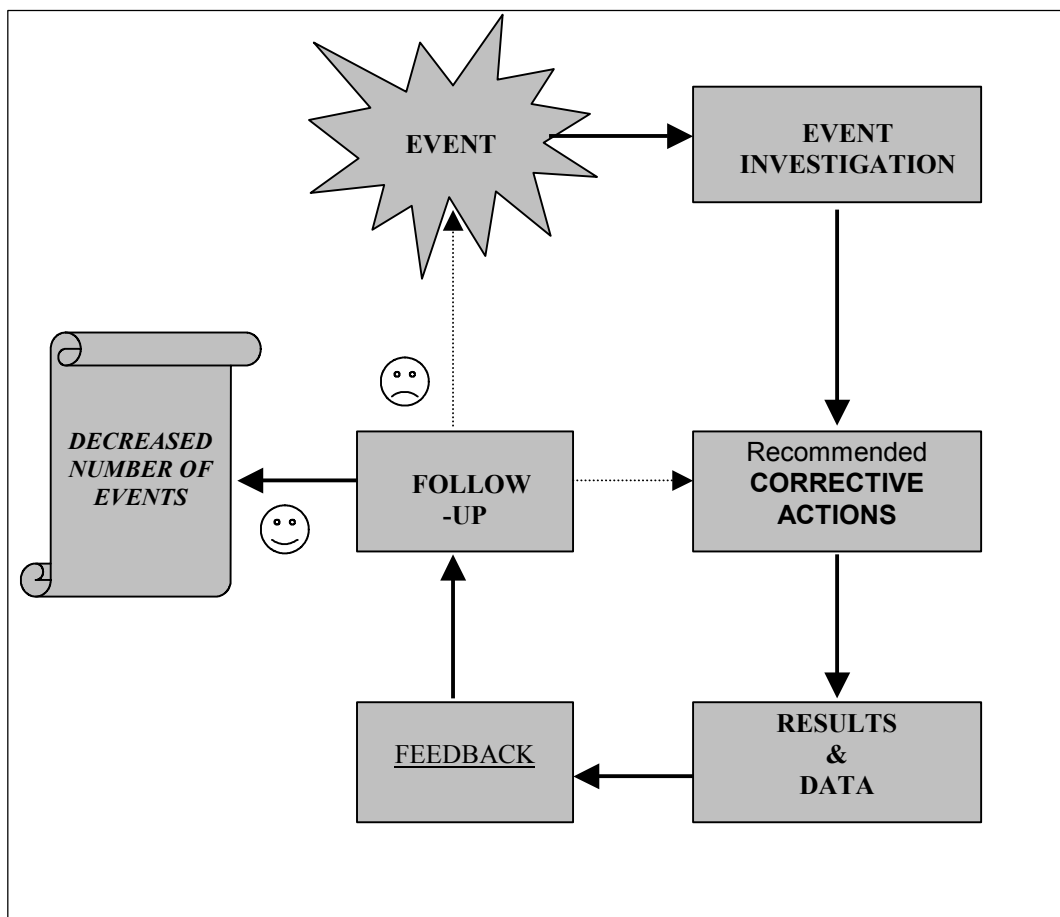 EVENT
EVENT
INVESTIGATION
DECREASED
NUMBER OF
EVENTS
FOLLOW
-UP
Recommended
CORRECTIVE
ACTIONS
FEEDBACK
RESULTS
&
DATA